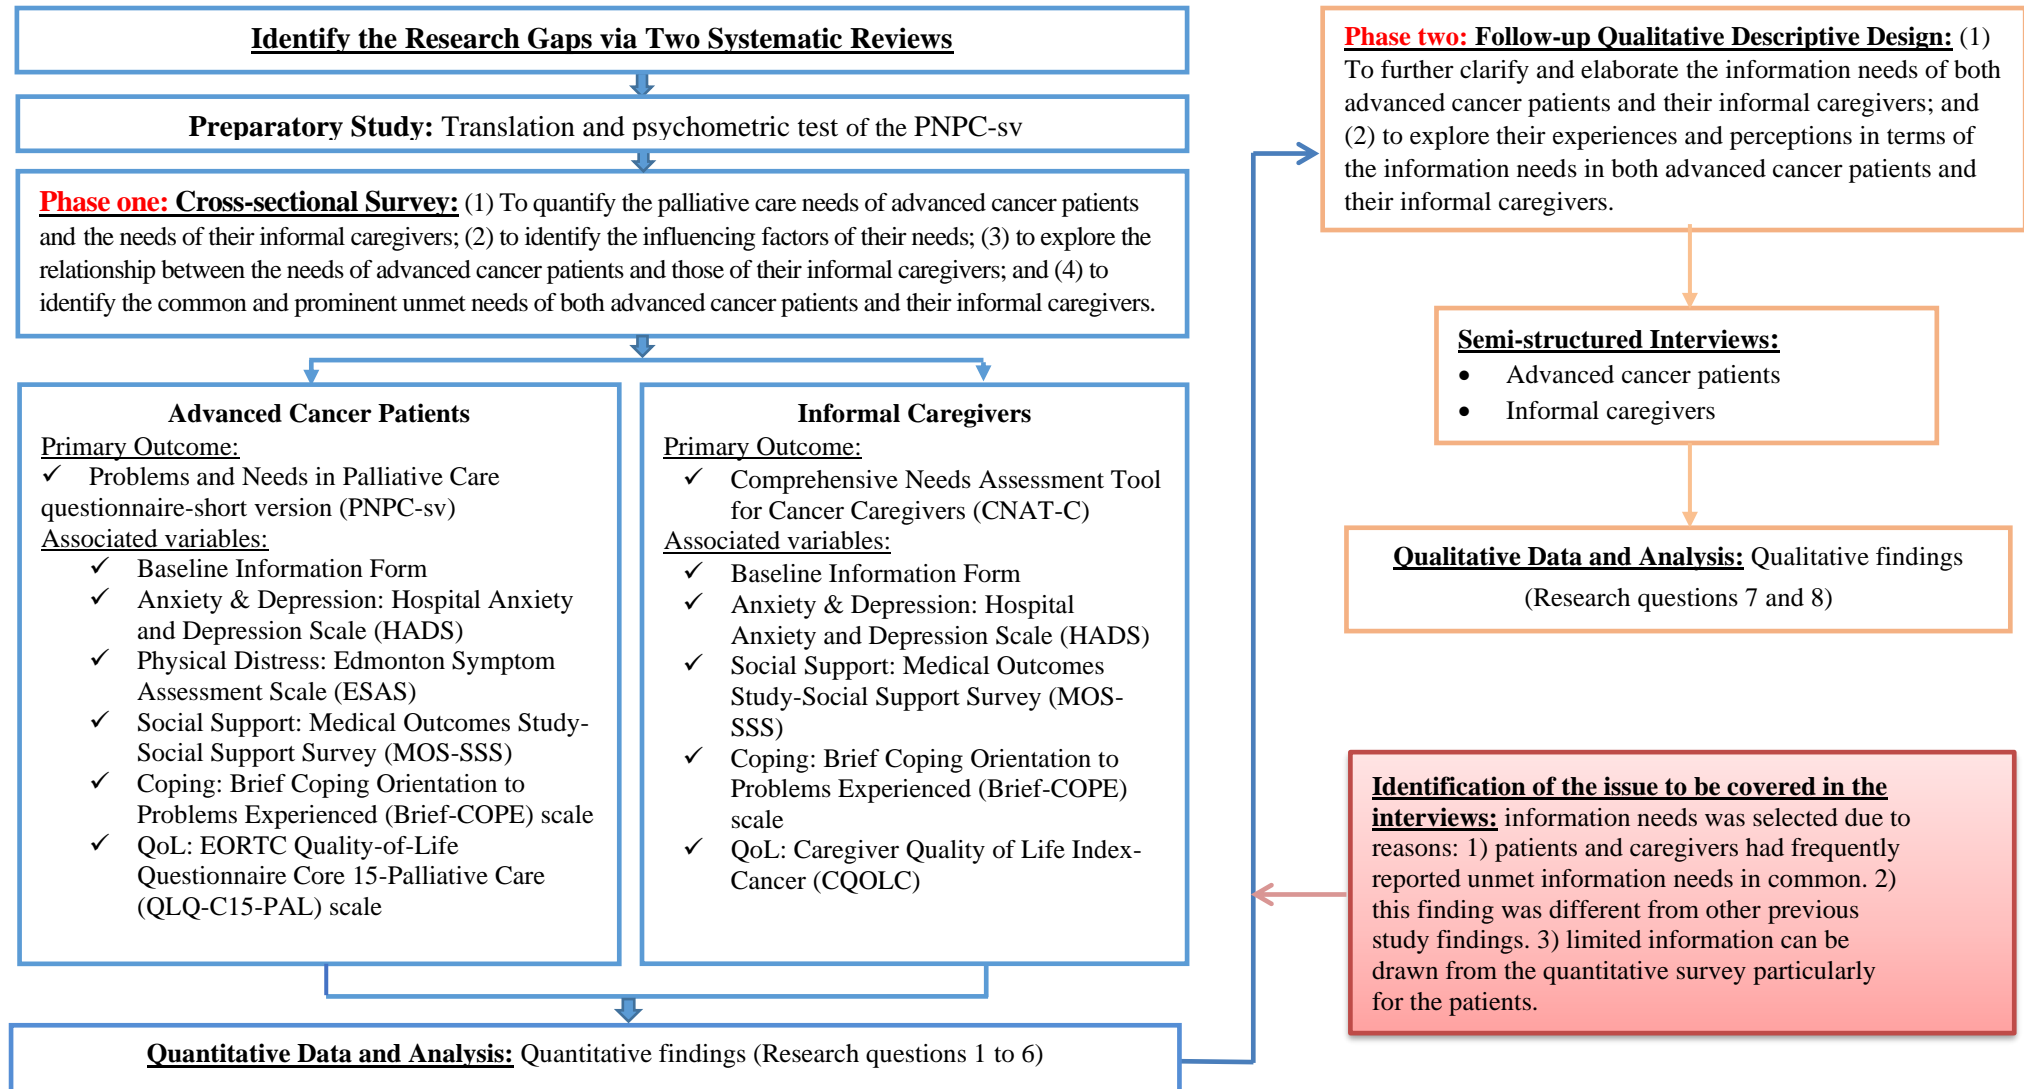 Identify the Research Gaps via Two Systematic Reviews
Preparatory Study: Translation and psychometric test of the PNPC-sv
Phase one: Cross-sectional Survey: (1) To quantify the palliative care needs of advanced cancer patients
and the needs of their informal caregivers; (2) to identify the influencing factors of their needs; (3) to explore the
relationship between the needs of advanced cancer patients and those of their informal caregivers; and (4) to
identify the common and prominent unmet needs of both advanced cancer patients and their informal caregivers.
Advanced Cancer Patients
Primary Outcome:
✓ Problems and Needs in Palliative Care
questionnaire-short version (PNPC-sv)
Associated variables:
✓ Baseline Information Form
✓ Anxiety & Depression: Hospital Anxiety
and Depression Scale (HADS)
✓ Physical Distress: Edmonton Symptom
Assessment Scale (ESAS)
✓ Social Support: Medical Outcomes Study-
Social Support Survey (MOS-SSS)
✓ Coping: Brief Coping Orientation to
Problems Experienced (Brief-COPE) scale
✓ QoL: EORTC Quality-of-Life
Questionnaire Core 15-Palliative Care
(QLQ-C15-PAL) scale
Informal Caregivers
Primary Outcome:
✓ Comprehensive Needs Assessment Tool
for Cancer Caregivers (CNAT-C)
Associated variables:
✓ Baseline Information Form
✓ Anxiety & Depression: Hospital
Anxiety and Depression Scale (HADS)
✓ Social Support: Medical Outcomes
Study-Social Support Survey (MOS-
SSS)
✓ Coping: Brief Coping Orientation to
Problems Experienced (Brief-COPE)
scale
✓ QoL: Caregiver Quality of Life Index-
Cancer (CQOLC)
Quantitative Data and Analysis: Quantitative findings (Research questions 1 to 6)
Phase two: Follow-up Qualitative Descriptive Design: (1)
To further clarify and elaborate the information needs of both
advanced cancer patients and their informal caregivers; and
(2) to explore their experiences and perceptions in terms of
the information needs in both advanced cancer patients and
their informal caregivers.
Semi-structured Interviews:
• Advanced cancer patients
• Informal caregivers
Qualitative Data and Analysis: Qualitative findings
(Research questions 7 and 8)
Identification of the issue to be covered in the
interviews: information needs was selected due to
reasons: 1) patients and caregivers had frequently
reported unmet information needs in common. 2)
this finding was different from other previous
study findings. 3) limited information can be
drawn from the quantitative survey particularly
for the patients.